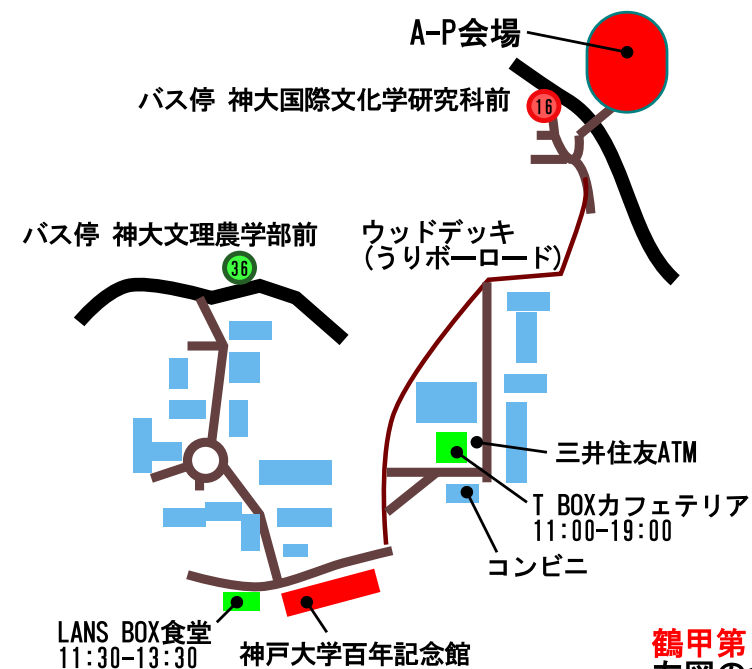 A-P会場
バス停 神大国際文化学研究科前
16
バス停 神大文理農学部前
36
ウッドデッキ
(うりボーロード)
三井住友ATM
T BOXカフェテリア
11:00-19:00
コンビニ
LANS BOX食堂
11:30-13:30
神戸大学百年記念館
鶴甲第